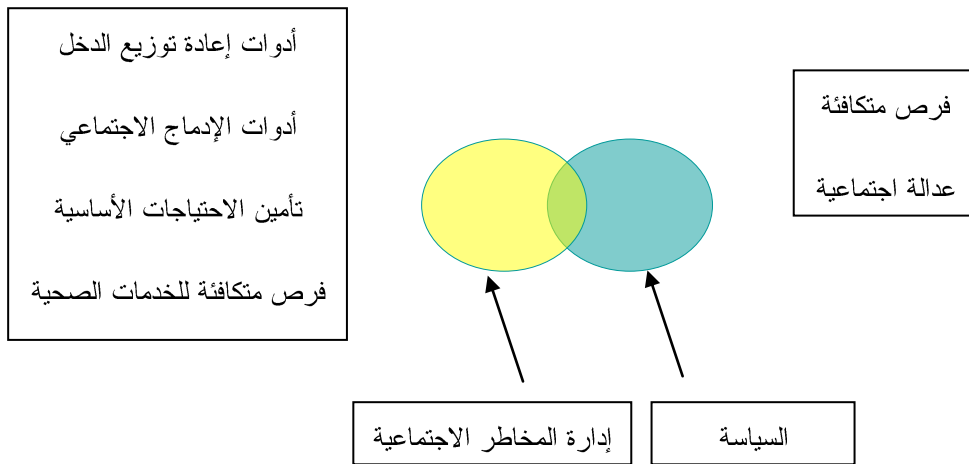 أدوات إعادة توزيع الدخل
أدوات الإدماج الاجتماعي
تأمين الاحتياجات الأساسية
فرص متكافئة للخدمات الصحية
فرص متكافئة
عدالة اجتماعية
السياسة
إدارة المخاطر الاجتماعية